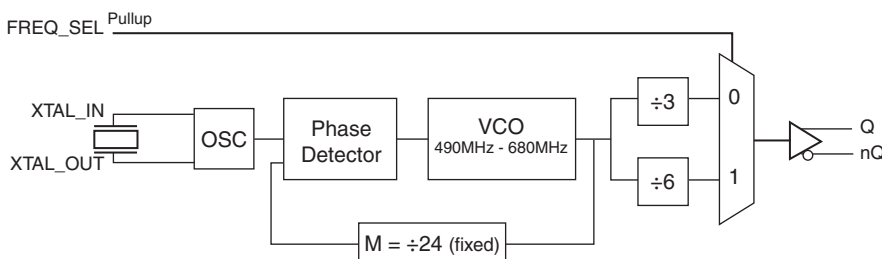 FREQ_SEL Pullup
XTAL_IN
XTAL_OUT
OSC
Phase
Detector
VCO
490MHz - 680MHz
÷3
÷6
0
1
Q
nQ
M = ÷24 (fixed)